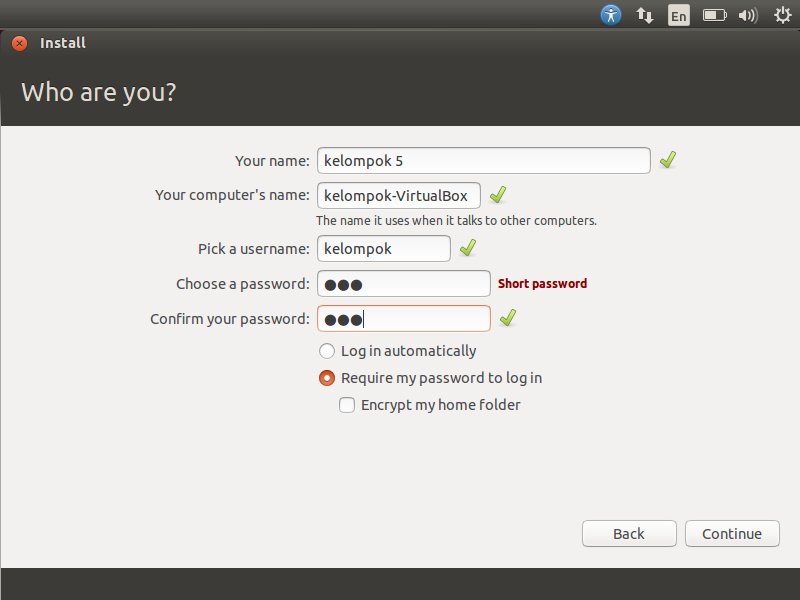 En
Install
Who are you?
Your name: kelompok 5
Your computer's name: kelompok-VirtualBox
The name it uses when it talks to other computers.
Pick a username: kelompok
Choose a password: ●●● Short password
Confirm your password: ●●●
Log in automatically
Require my password to log in
Encrypt my home folder
Back Continue